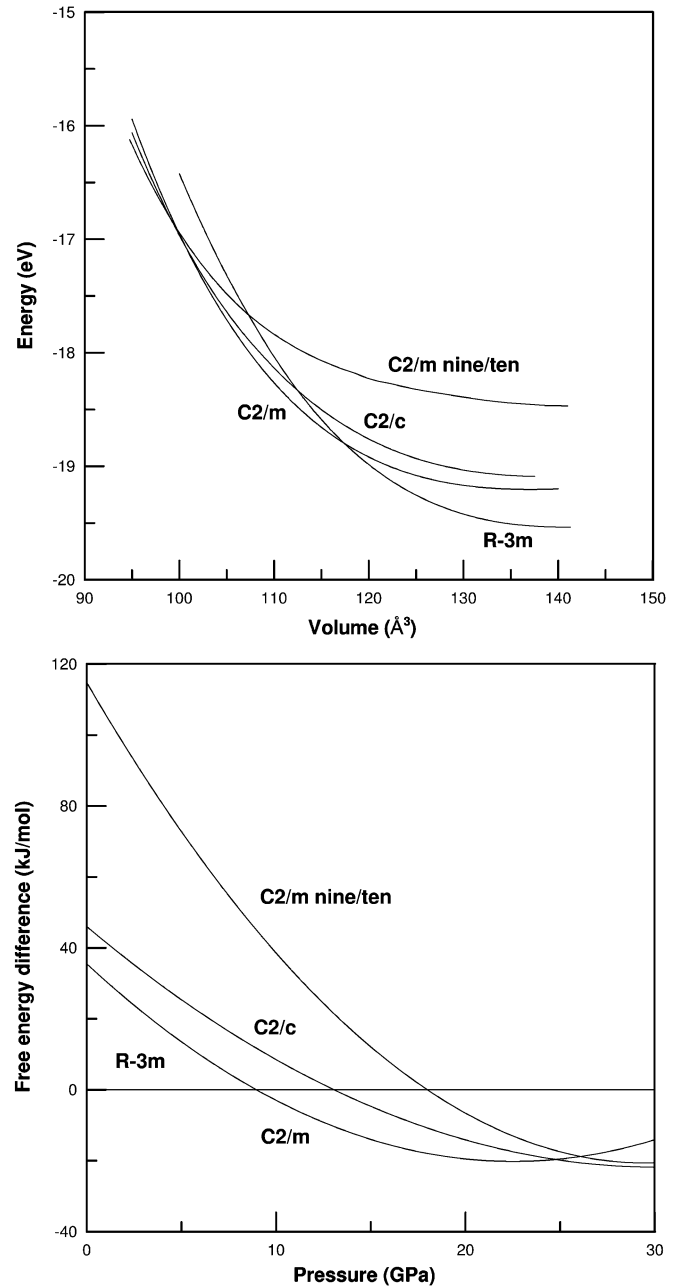 -15
-16
-17
-18
-19
-20
Energy (eV)
C2/m nine/ten
C2/m
C2/c
R-3m
90
100
110
120
130
140
150
Volume (Å³)
120
80
40
0
-40
Free energy difference (kJ/mol)
C2/m nine/ten
C2/c
R-3m
C2/m
0
10
20
30
Pressure (GPa)